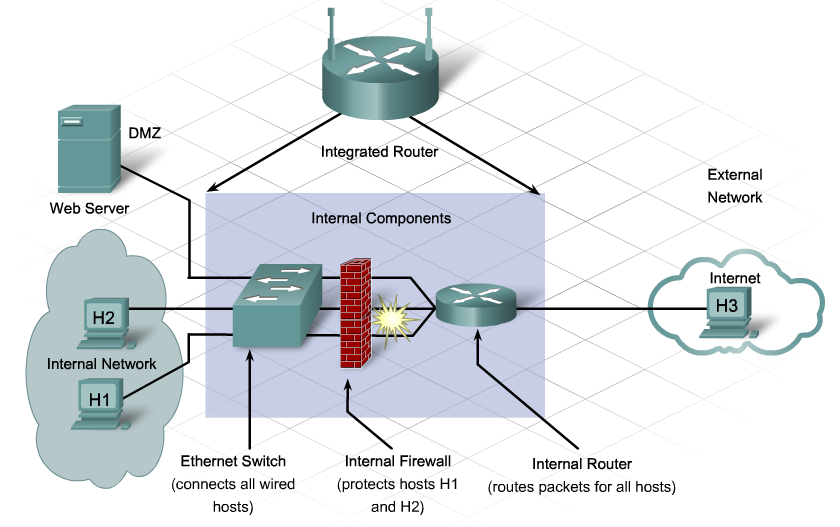 Integrated Router
DMZ
Web Server
External
Network
Internal Components
Internet
H3
H2
Internal Network
H1
Ethernet Switch
(connects all wired
hosts)
Internal Firewall
(protects hosts H1
and H2)
Internal Router
(routes packets for all hosts)